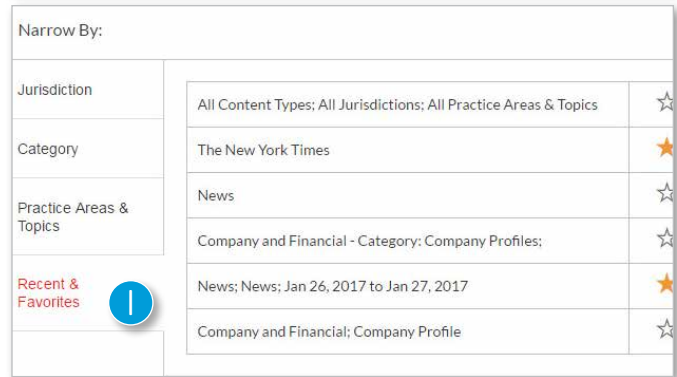 Narrow By:
Jurisdiction
Category
Practice Areas &
Topics
Recent &
Favorites
I
All Content Types; All Jurisdictions; All Practice Areas & Topics
The New York Times
News
Company and Financial - Category: Company Profiles;
News; News; Jan 26, 2017 to Jan 27, 2017
Company and Financial; Company Profile